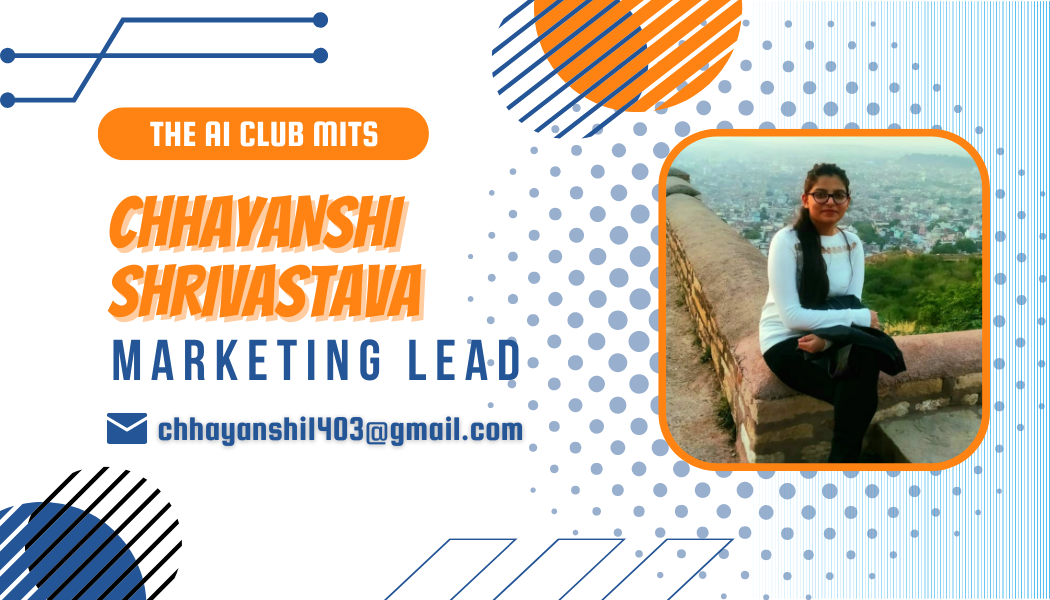 THE AI CLUB MITS
CHHAYANSHI
SHRIVASTAVA
MARKETING LEAD
chhayanshi1403@gmail.com